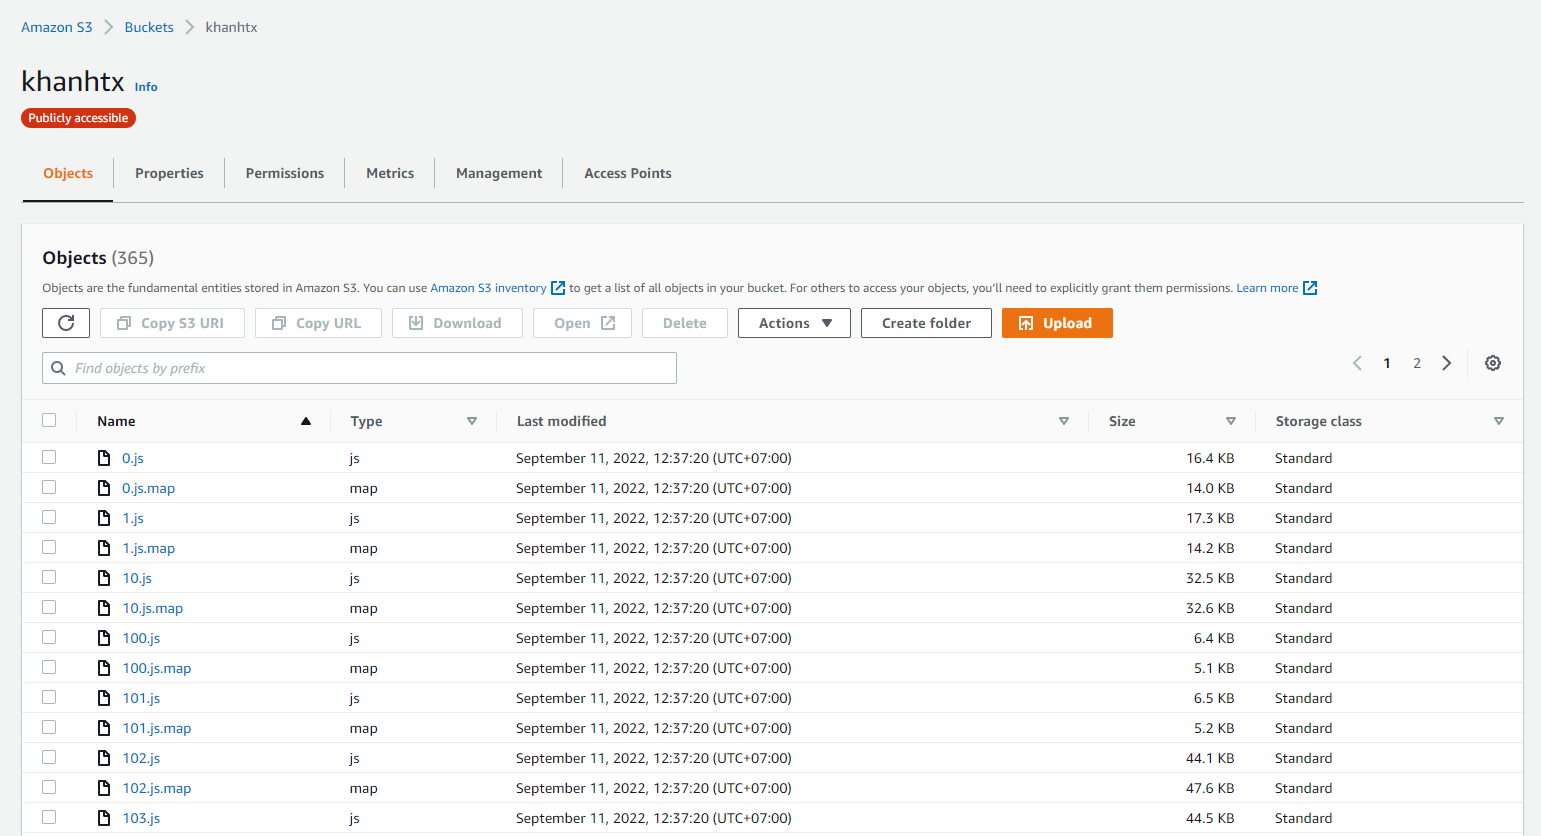 Amazon S3 > Buckets > khanhtx
khanhtx Info
Publicly accessible
Objects Properties Permissions Metrics Management Access Points
Objects (365)
Objects are the fundamental entities stored in Amazon S3. You can use Amazon S3 inventory to get a list of all objects in your bucket. For others to access your objects, you'll need to explicitly grant them permissions. Learn more
Copy S3 URI Copy URL Download Open Delete Actions Create folder Upload
Find objects by prefix 1 2
Name Type Last modified Size Storage class
0.js js September 11, 2022, 12:37:20 (UTC+07:00) 16.4 KB Standard
0.js.map map September 11, 2022, 12:37:20 (UTC+07:00) 14.0 KB Standard
1.js js September 11, 2022, 12:37:20 (UTC+07:00) 17.3 KB Standard
1.js.map map September 11, 2022, 12:37:20 (UTC+07:00) 14.2 KB Standard
10.js js September 11, 2022, 12:37:20 (UTC+07:00) 32.5 KB Standard
10.js.map map September 11, 2022, 12:37:20 (UTC+07:00) 32.6 KB Standard
100.js js September 11, 2022, 12:37:20 (UTC+07:00) 6.4 KB Standard
100.js.map map September 11, 2022, 12:37:20 (UTC+07:00) 5.1 KB Standard
101.js js September 11, 2022, 12:37:20 (UTC+07:00) 6.5 KB Standard
101.js.map map September 11, 2022, 12:37:20 (UTC+07:00) 5.2 KB Standard
102.js js September 11, 2022, 12:37:20 (UTC+07:00) 44.1 KB Standard
102.js.map map September 11, 2022, 12:37:20 (UTC+07:00) 47.6 KB Standard
103.js js September 11, 2022, 12:37:20 (UTC+07:00) 44.5 KB Standard